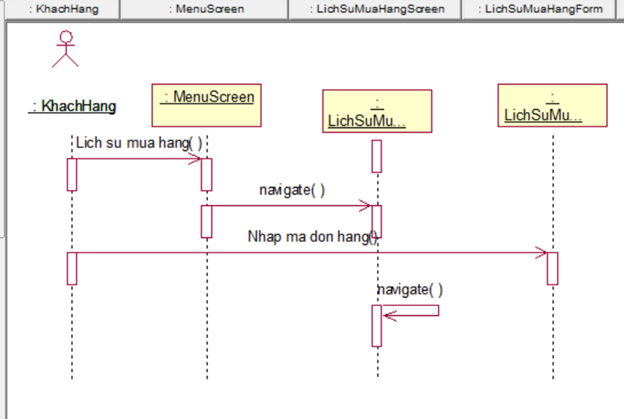 : KhachHang
: MenuScreen
: LichSuMuaHangScreen
: LichSuMuaHangForm
: KhachHang
: MenuScreen
:
LichSuMu...
:
LichSuMu...
Lich su mua hang( )
navigate( )
Nhap ma don hang()
navigate( )